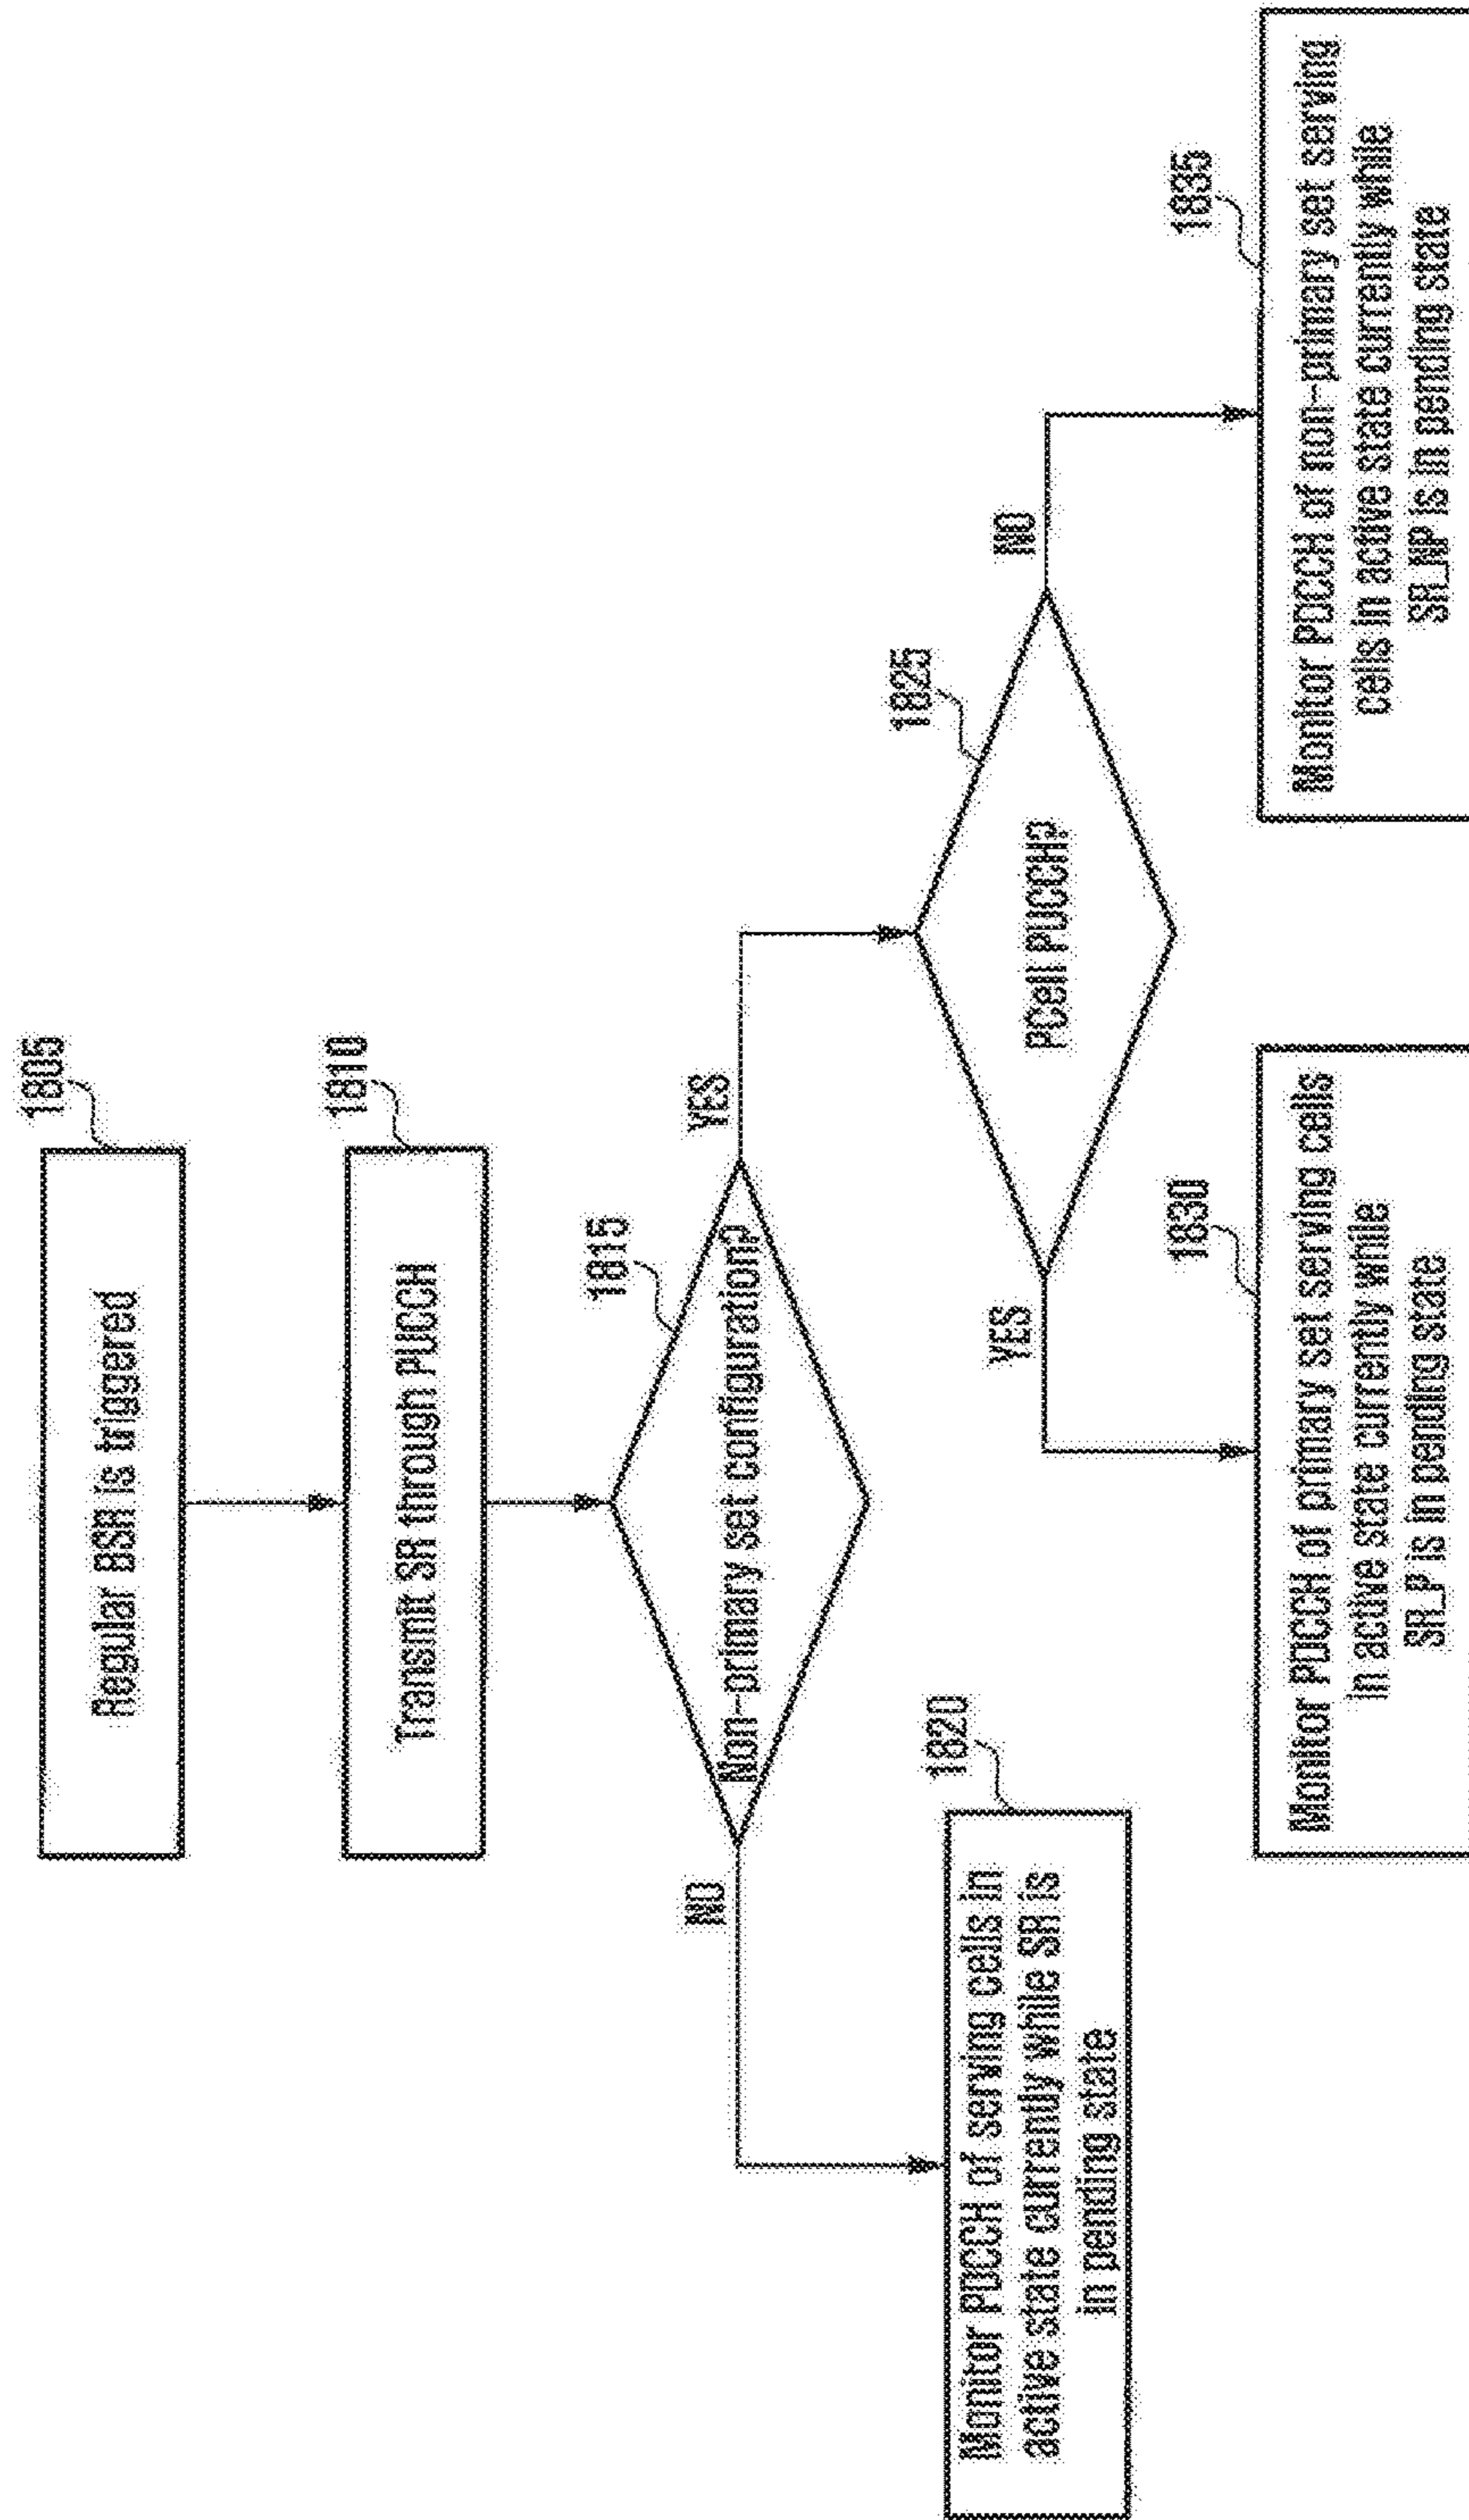 1805
Regular BSR is triggered
1810
Transmit SR through PUCCH
1815
Non-primary set configuration?
NO
YES
1820
Monitor PDCCH of serving cells in
active state currently while SR is
in pending state
1825
PCell PUCCH?
YES
NO
1830
Monitor PDCCH of primary set serving cells
in active state currently while
SR_P is in pending state
1835
Monitor PDCCH of non-primary set serving
cells in active state currently while
SR_NP is in pending state